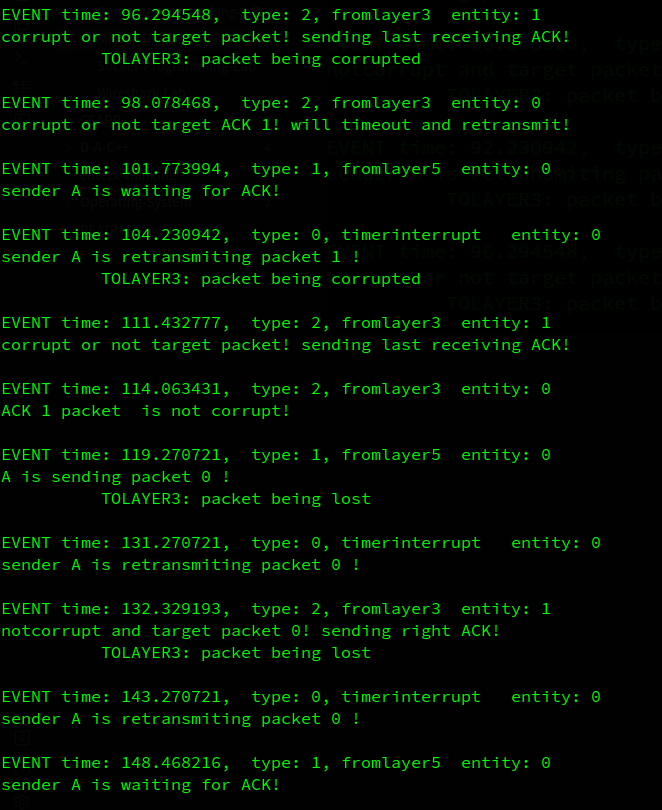 EVENT time: 96.294548,  type: 2, fromlayer3  entity: 1
corrupt or not target packet! sending last receiving ACK!
          TOLAYER3: packet being corrupted
EVENT time: 98.078468,  type: 2, fromlayer3  entity: 0
corrupt or not target ACK 1! will timeout and retransmit!
EVENT time: 101.773994,  type: 1, fromlayer5  entity: 0
sender A is waiting for ACK!
EVENT time: 104.230942,  type: 0, timerinterrupt   entity: 0
sender A is retransmiting packet 1 !
          TOLAYER3: packet being corrupted
EVENT time: 111.432777,  type: 2, fromlayer3  entity: 1
corrupt or not target packet! sending last receiving ACK!
EVENT time: 114.063431,  type: 2, fromlayer3  entity: 0
ACK 1 packet  is not corrupt!
EVENT time: 119.270721,  type: 1, fromlayer5  entity: 0
A is sending packet 0 !
          TOLAYER3: packet being lost
EVENT time: 131.270721,  type: 0, timerinterrupt   entity: 0
sender A is retransmiting packet 0 !
EVENT time: 132.329193,  type: 2, fromlayer3  entity: 1
notcorrupt and target packet 0! sending right ACK!
          TOLAYER3: packet being lost
EVENT time: 143.270721,  type: 0, timerinterrupt   entity: 0
sender A is retransmiting packet 0 !
EVENT time: 148.468216,  type: 1, fromlayer5  entity: 0
sender A is waiting for ACK!